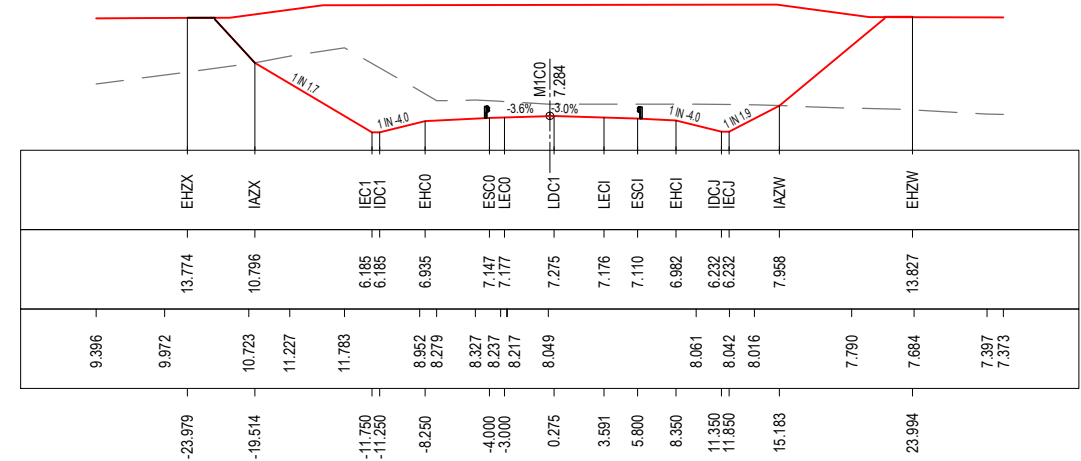 M1C0
7.284
1 IN 1.7
1 IN -4.0
-3.6%
-3.0%
1 IN -4.0
1 IN 1.9
EHZX IAZX IEC1 IDC1 EHC0 ESC0 LEC0 LDC1 LECI ESCI EHCI IDCJ IECJ IAZW EHZW
13.774 10.796 6.185 6.185 6.935 7.147 7.177 7.275 7.176 7.110 6.982 6.232 6.232 7.958 13.827
9.396 9.972 10.723 11.227 11.783 8.952 8.279 8.327 8.237 8.217 8.049 8.061 8.042 8.016 7.790 7.684 7.397 7.373
-23.979 -19.514 -11.750 -11.250 -8.250 -4.000 -3.000 0.275 3.591 5.800 8.350 11.350 11.850 15.183 23.994